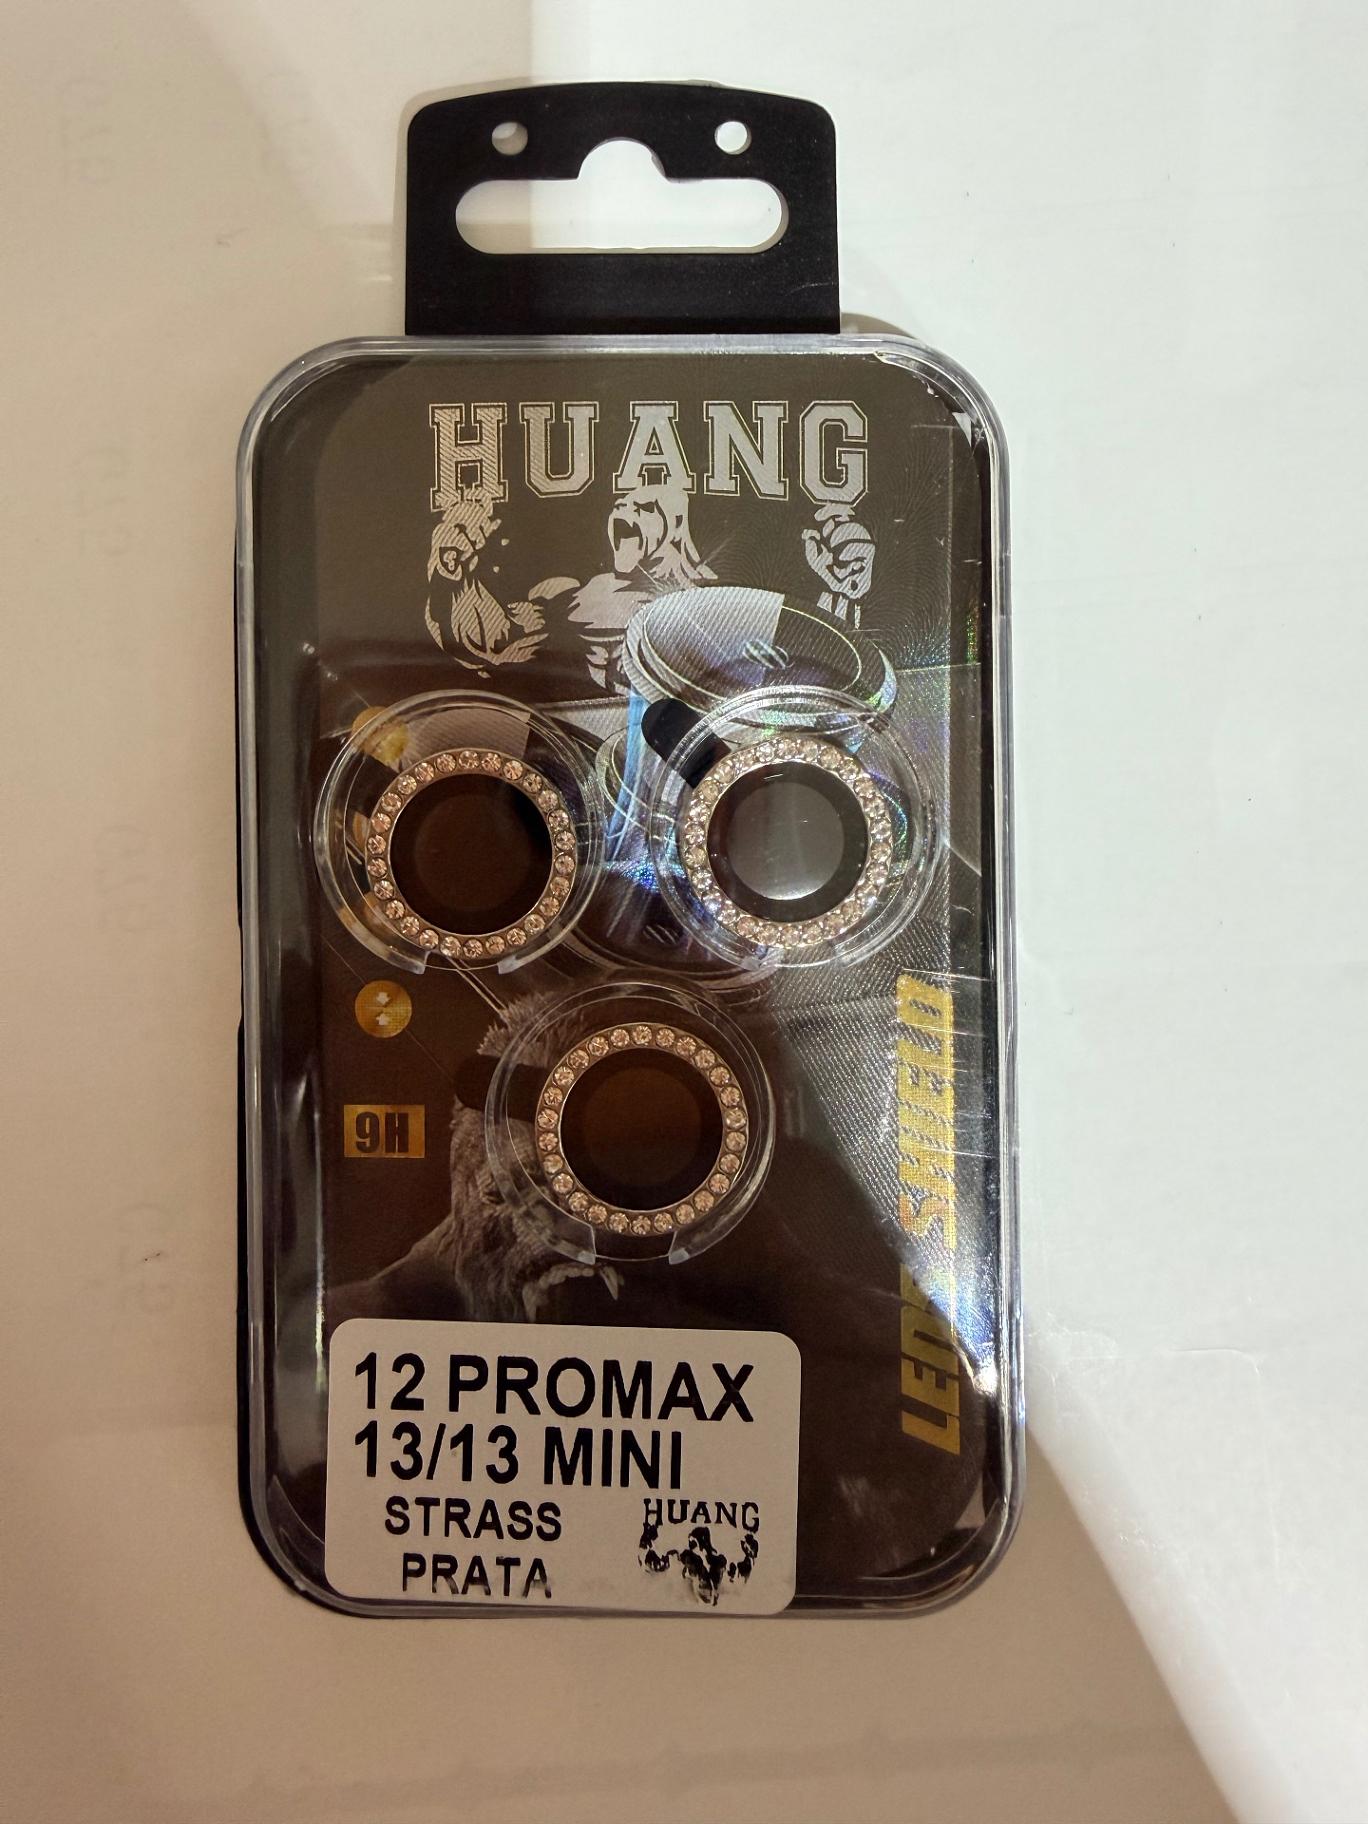 HUANG
9H
LENS SHIELD
12 PROMAX
13/13 MINI
STRASS
PRATA
HUANG